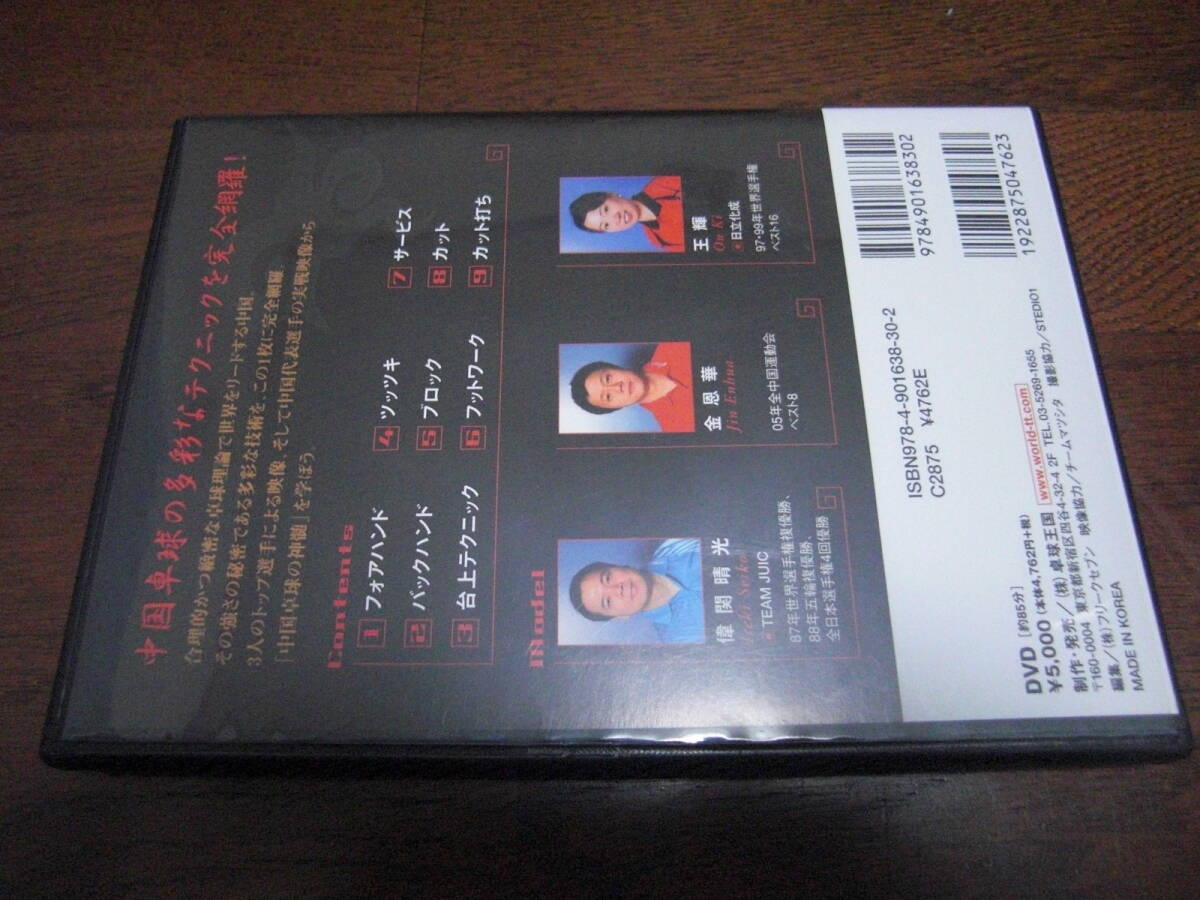 中国卓球の多彩なテクニックを完全網羅!
合理的かつ緻密な卓球理論で世界をリードする中国。
その強さの秘密である多彩な技術を、この1枚に完全網羅。
3人のトップ選手による映像、そして中国代表選手の実戦映像から
「中国卓球の神髄」を学ぼう。
Contents
1 フォアハンド
2 バックハンド
3 台上テクニック
4 ツッツキ
5 ブロック
6 フットワーク
7 サービス
8 カット
9 カット打ち
Model
偉関晴光
Iseki Seiko
●TEAM JUIC
87年世界選手権複優勝、
88年五輪複優勝、
全日本選手権4回優勝
金恩華
Jin Enhua
05年全中国運動会
ベスト8
王輝
Ou Ki
●日立化成
97・99年世界選手権
ベスト16
9784901638302
1922875047623
ISBN978-4-901638-30-2
C2875 ¥4762E
DVD [約85分]
¥5,000(本体4,762円+税)
制作・発売/(株)卓球王国 www.world-tt.com
〒160-0004 東京都新宿区四谷4-32-4 2F TEL.03-5269-1655
編集/(株)フリークセブン 映像協力/チームマツシタ 撮影協力/STEDIO1
MADE IN KOREA